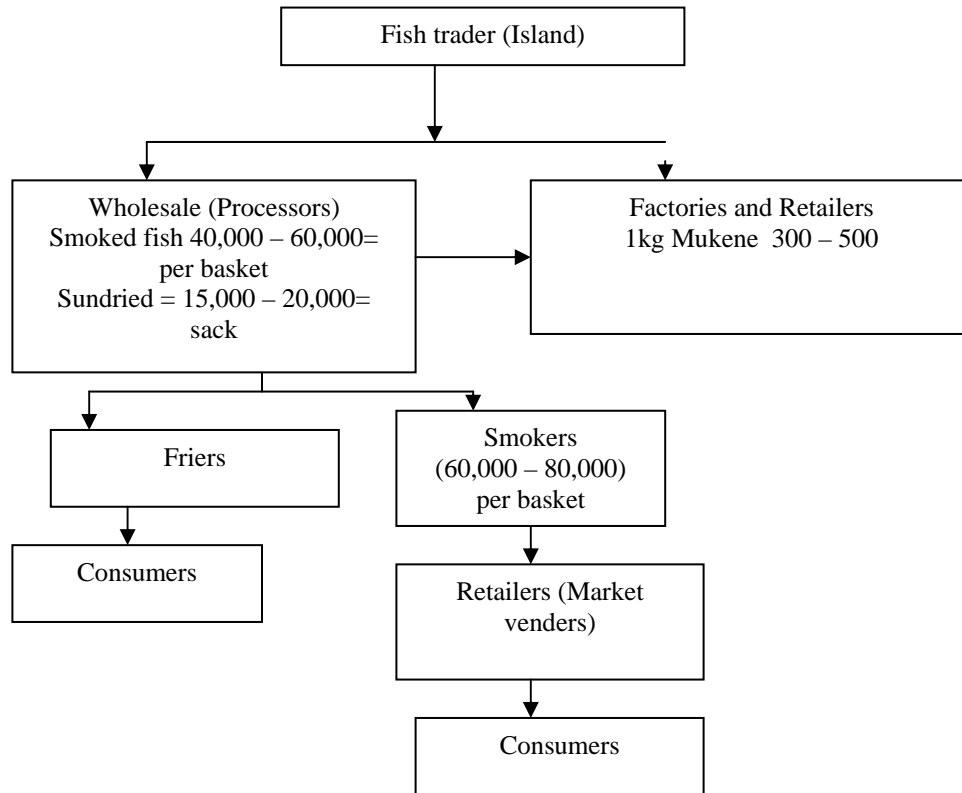 Fish trader (Island)
Wholesale (Processors)
Smoked fish 40,000 – 60,000=
per basket
Sundried = 15,000 – 20,000=
sack
Factories and Retailers
1kg Mukene 300 – 500
Friers
Smokers
(60,000 – 80,000)
per basket
Consumers
Retailers (Market
venders)
Consumers